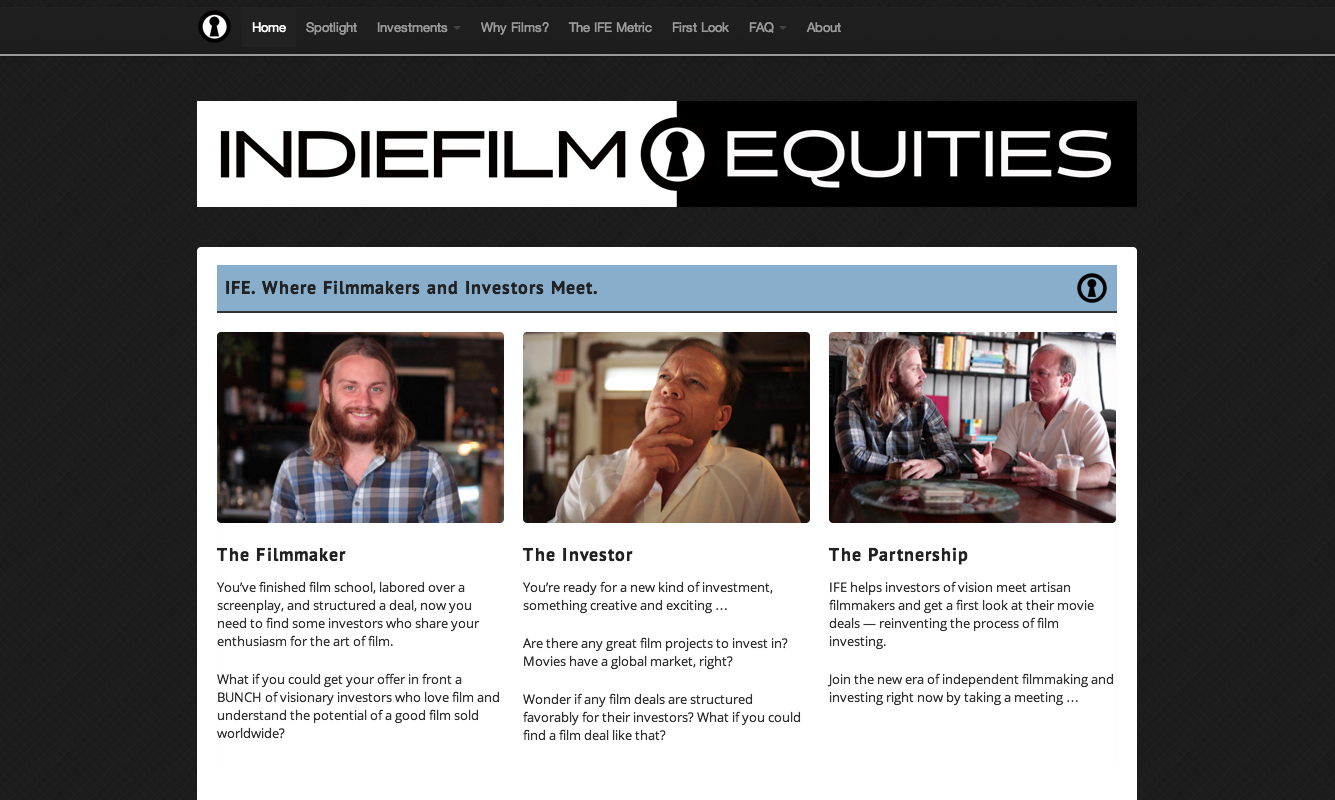 Home Spotlight Investments Why Films? The IFE Metric First Look FAQ About
INDIEFILM EQUITIES
IFE. Where Filmmakers and Investors Meet.
The Filmmaker
You've finished film school, labored over a
screenplay, and structured a deal, now you
need to find some investors who share your
enthusiasm for the art of film.
What if you could get your offer in front a
BUNCH of visionary investors who love film and
understand the potential of a good film sold
worldwide?
The Investor
You're ready for a new kind of investment,
something creative and exciting …
Are there any great film projects to invest in?
Movies have a global market, right?
Wonder if any film deals are structured
favorably for their investors? What if you could
find a film deal like that?
The Partnership
IFE helps investors of vision meet artisan
filmmakers and get a first look at their movie
deals — reinventing the process of film
investing.
Join the new era of independent filmmaking and
investing right now by taking a meeting …